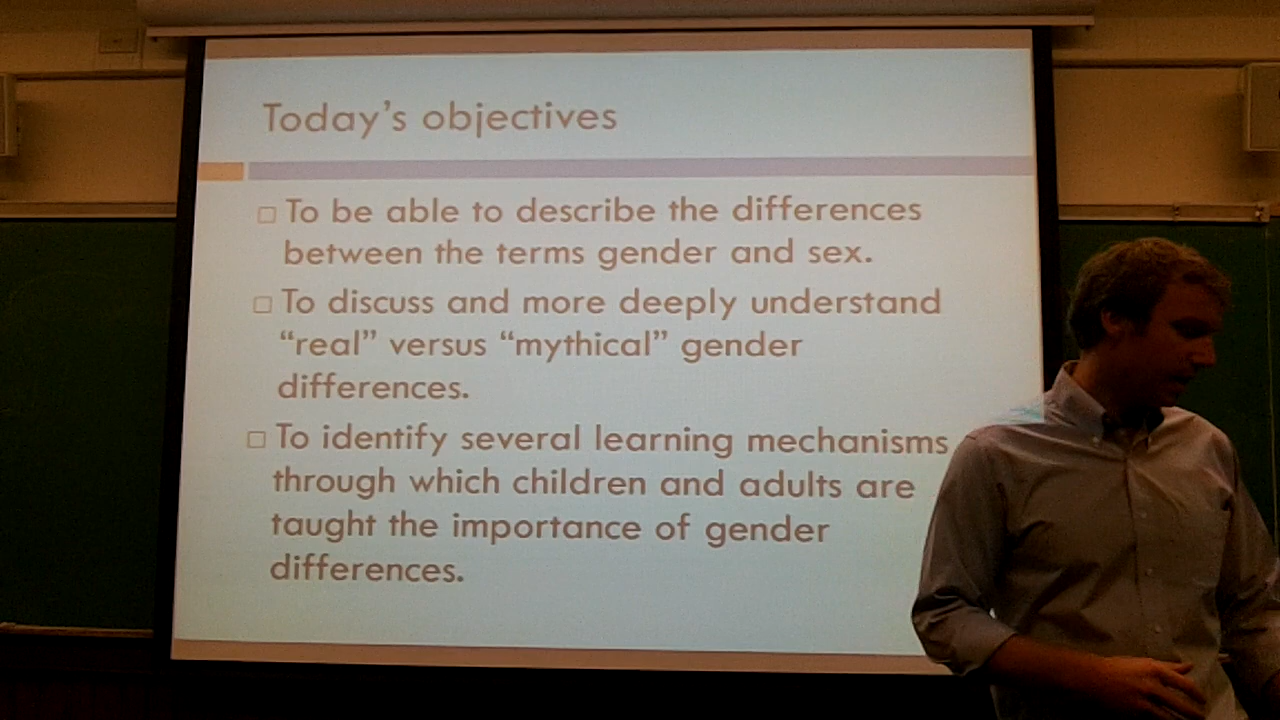 Today's objectives
To be able to describe the differences
between the terms gender and sex.
To discuss and more deeply understand
“real” versus “mythical” gender
differences.
To identify several learning mechanisms
through which children and adults are
taught the importance of gender
differences.